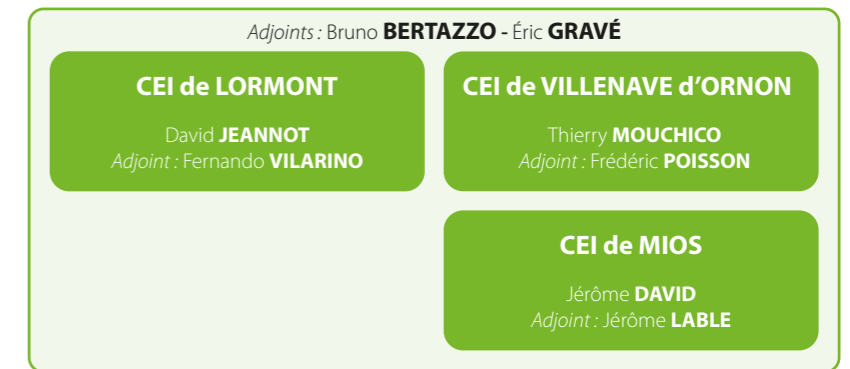 Adjoints : Bruno BERTAZZO - Éric GRAVÉ
CEI de LORMONT
David JEANNOT
Adjoint : Fernando VILARINO
CEI de VILLENAVE d’ORNON
Thierry MOUCHICO
Adjoint : Frédéric POISSON
CEI de MIOS
Jérôme DAVID
Adjoint : Jérôme LABLE